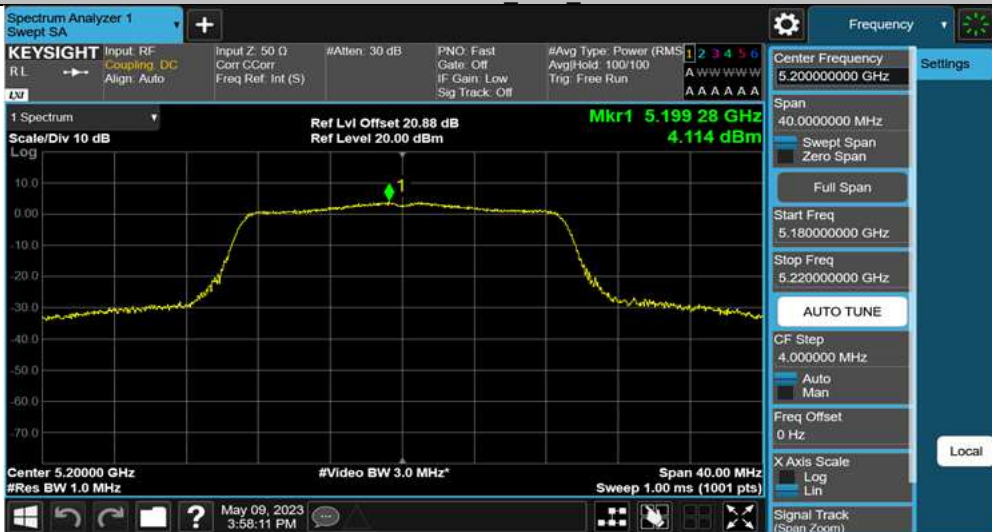 Spectrum Analyzer 1
Swept SA
+
Frequency
KEYSIGHT
RL
LXI
Input: RF
Coupling: DC
Align: Auto
Input Z: 50 Ω
Corr CCorr
Freq Ref: Int (S)
#Atten: 30 dB
PNO: Fast
Gate: Off
IF Gain: Low
Sig Track: Off
#Avg Type: Power (RMS
Avg|Hold: 100/100
Trig: Free Run
1 2 3 4 5 6
A W W W W W
A A A A A A
1 Spectrum
Scale/Div 10 dB
Log
Ref Lvl Offset 20.88 dB
Ref Level 20.00 dBm
Mkr1 5.199 28 GHz
4.114 dBm
1
10.0
0.00
-10.0
-20.0
-30.0
-40.0
-50.0
-60.0
-70.0
Center 5.20000 GHz
#Res BW 1.0 MHz
#Video BW 3.0 MHz*
Span 40.00 MHz
Sweep 1.00 ms (1001 pts)
?
May 09, 2023
3:58:11 PM
Center Frequency
5.200000000 GHz
Span
40.0000000 MHz
Swept Span
Zero Span
Full Span
Start Freq
5.180000000 GHz
Stop Freq
5.220000000 GHz
AUTO TUNE
CF Step
4.000000 MHz
Auto
Man
Freq Offset
0 Hz
X Axis Scale
Log
Lin
Signal Track
(Span Zoom)
Settings
Local